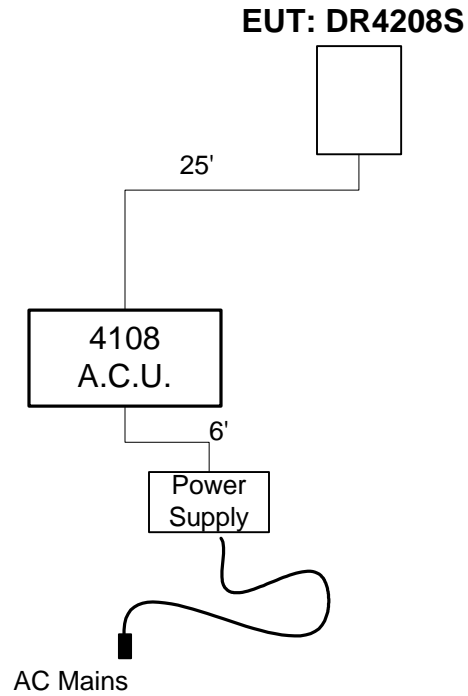 EUT: DR4208S
25'
4108
A.C.U.
6'
Power
Supply
AC Mains